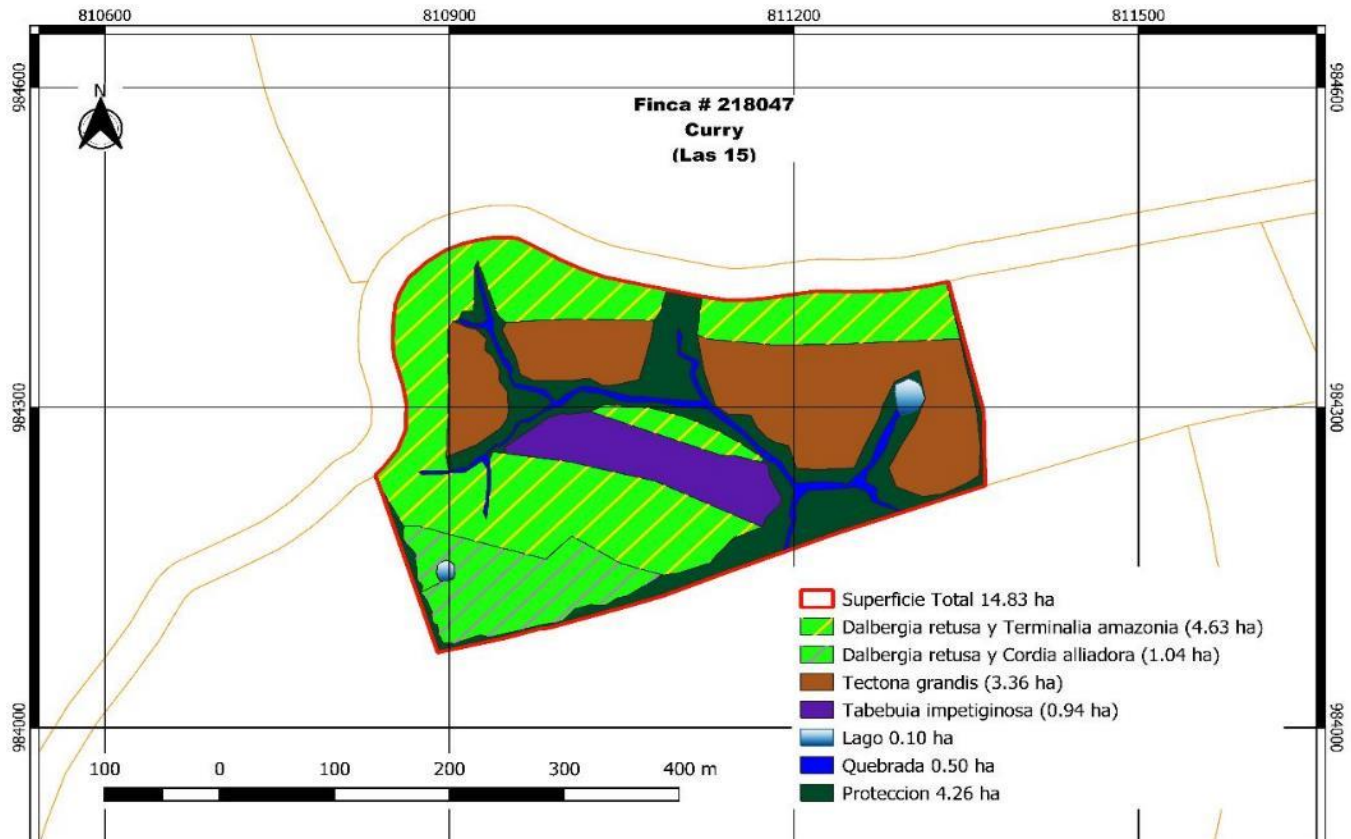 810600 810900 811200 811500
984600 984600
N
Finca # 218047
Curry
(Las 15)
984300 984300
Superficie Total 14.83 ha
Dalbergia retusa y Terminalia amazonia (4.63 ha)
Dalbergia retusa y Cordia alliadora (1.04 ha)
Tectona grandis (3.36 ha)
Tabebuia impetiginosa (0.94 ha)
984000 984000
Lago 0.10 ha
Quebrada 0.50 ha
Proteccion 4.26 ha
100 0 100 200 300 400 m